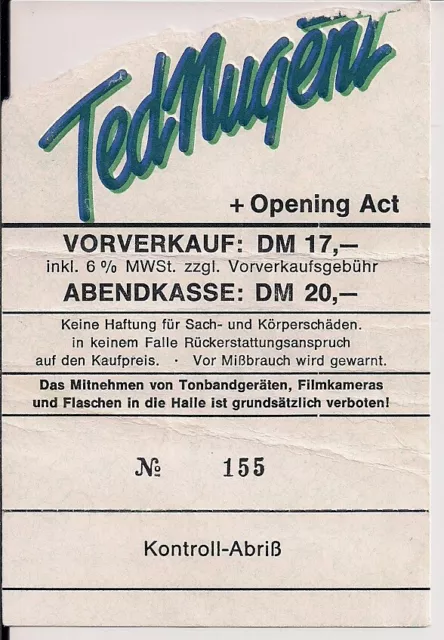 Ted Nugent
+ Opening Act
VORVERKAUF: DM 17,—
inkl. 6% MWSt. zzgl. Vorverkaufsgebühr
ABENDKASSE: DM 20,—
Keine Haftung für Sach- und Körperschäden.
in keinem Falle Rückerstattungsanspruch
auf den Kaufpreis. · Vor Mißbrauch wird gewarnt.
Das Mitnehmen von Tonbandgeräten, Filmkameras
und Flaschen in die Halle ist grundsätzlich verboten!
№ 155
Kontroll-Abriß